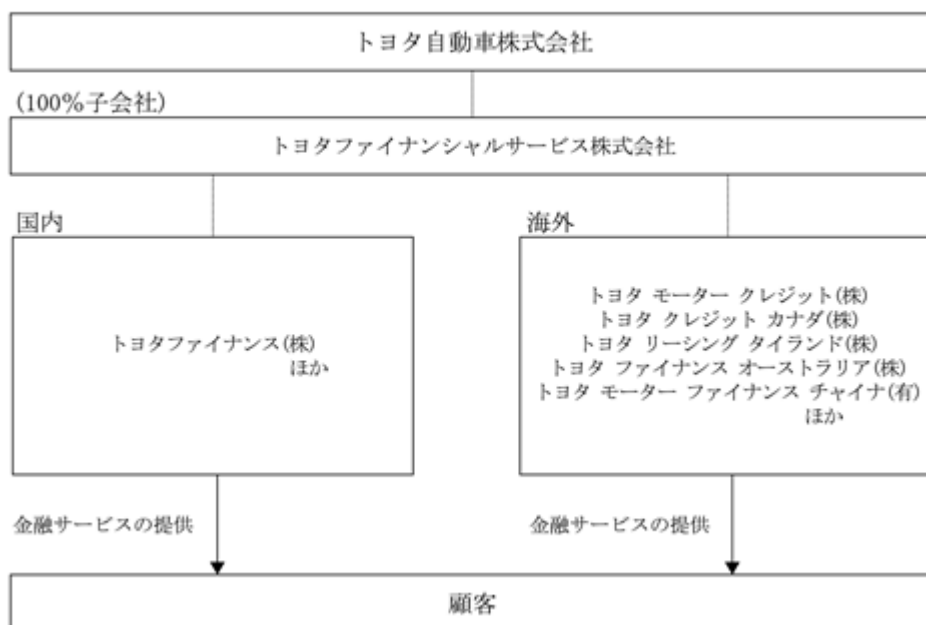 トヨタ自動車株式会社
(100%子会社)
トヨタファイナンシャルサービス株式会社
国内
海外
トヨタファイナンス(株)
ほか
トヨタ モーター クレジット(株)
トヨタ クレジット カナダ(株)
トヨタ リーシング タイランド(株)
トヨタ ファイナンス オーストラリア(株)
トヨタ モーター ファイナンス チャイナ(有)
ほか
金融サービスの提供
金融サービスの提供
顧客